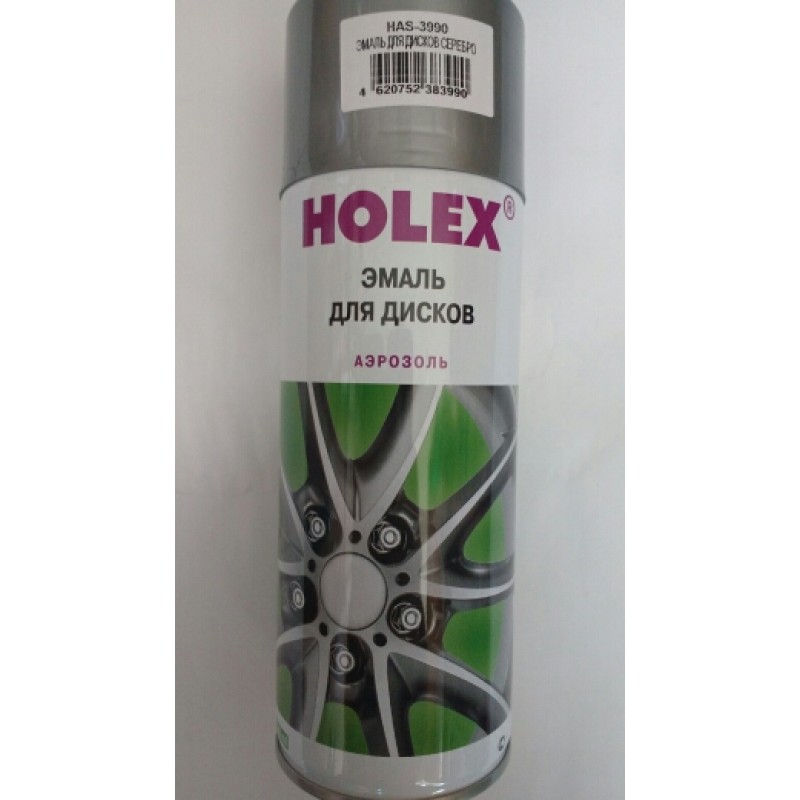 HAS-3990
ЭМАЛЬ ДЛЯ ДИСКОВ СЕРЕБРО
4 620752 383990
HOLEX®
ЭМАЛЬ
ДЛЯ ДИСКОВ
АЭРОЗОЛЬ